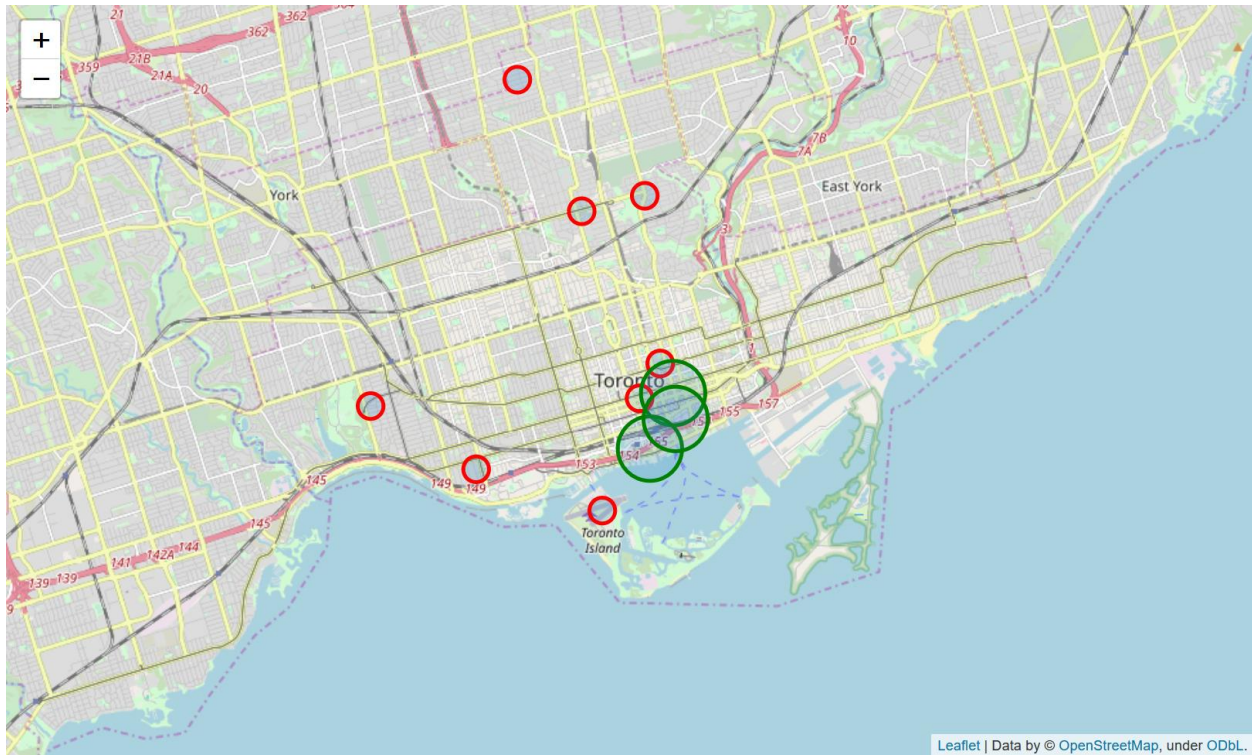 +
−
21
362
359
21B
21A
20
10
7B
7A
York
East York
3
1
Toronto
157
155
155
154
153
149
149
145
145
144
142A
141
139
139
Toronto
Island
Leaflet | Data by © OpenStreetMap, under ODbL.